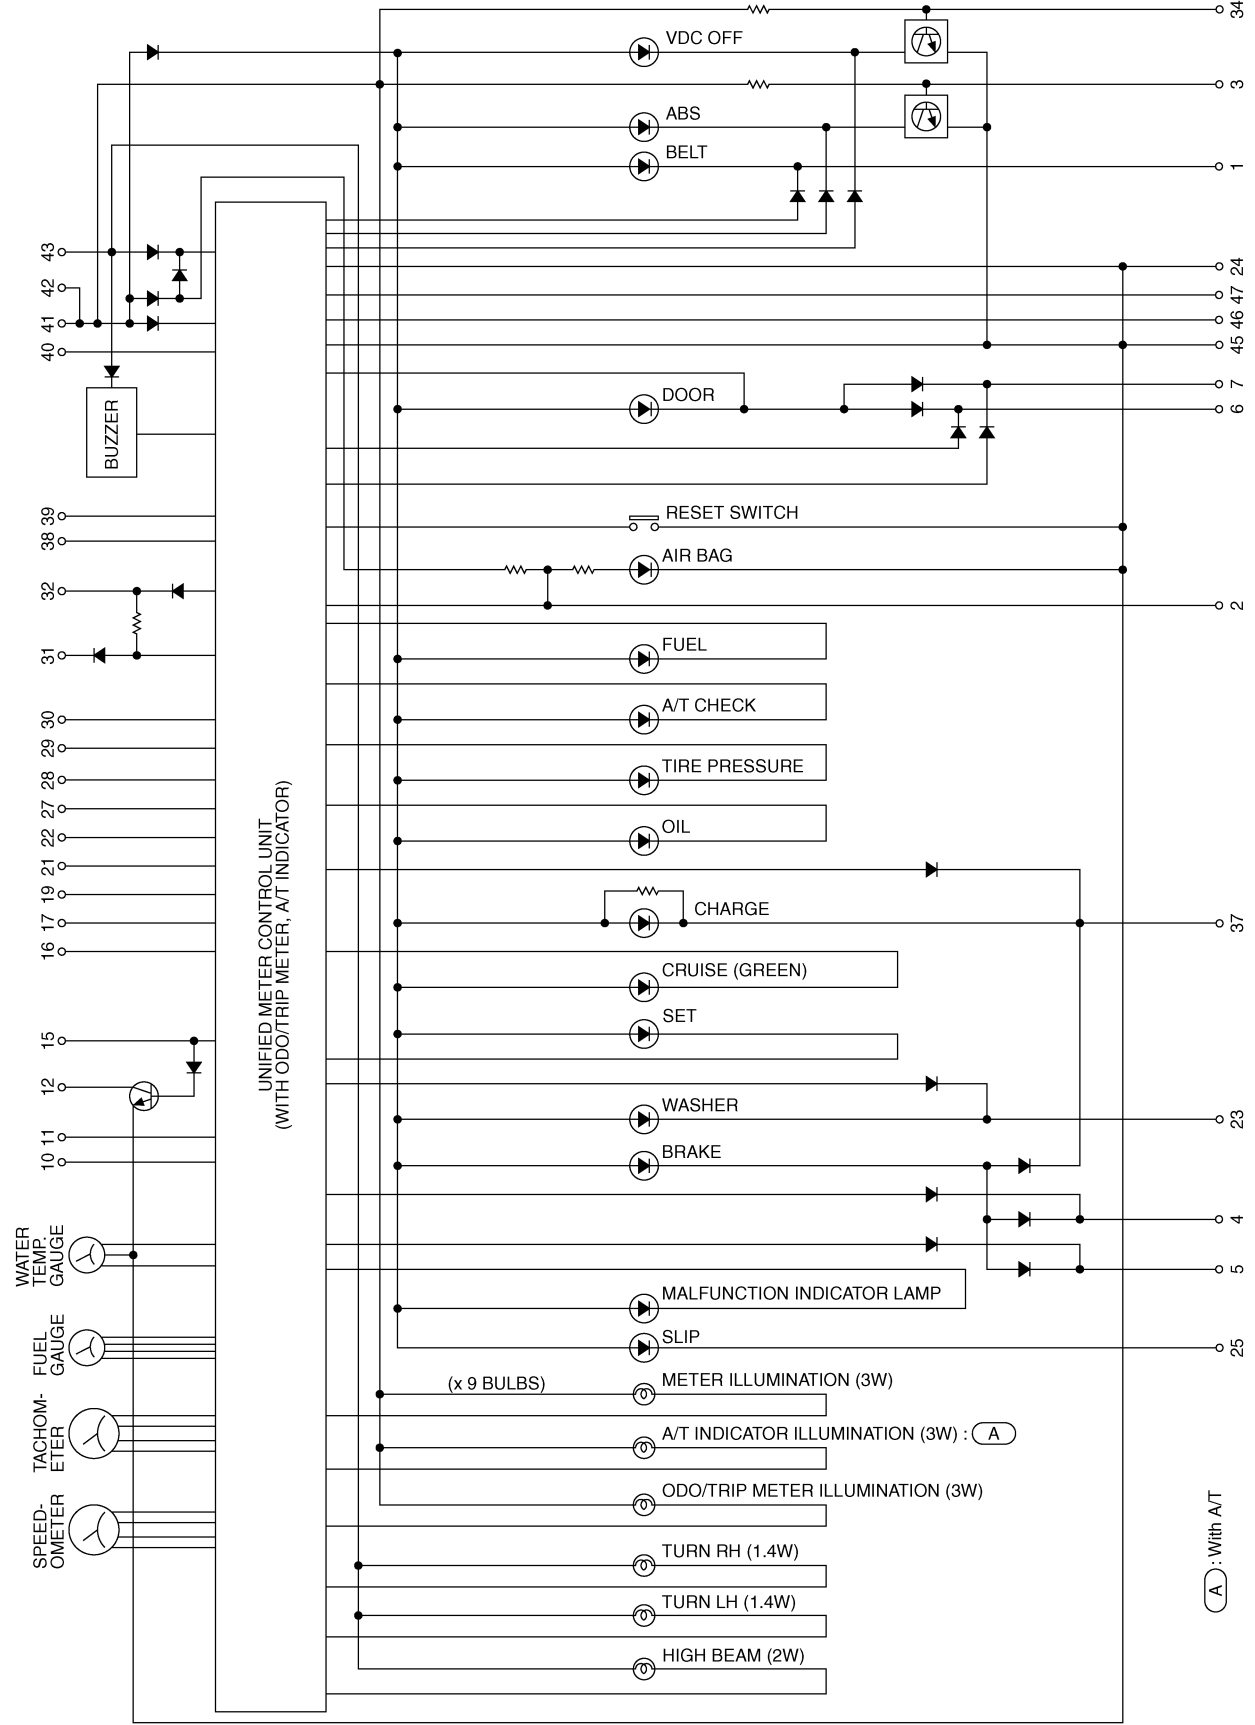 34
VDC OFF
3
ABS
BELT
1
43
42
41
40
24
47
46
45
7
DOOR
6
BUZZER
39
38
RESET SWITCH
AIR BAG
32
2
31
FUEL
30
A/T CHECK
29
28
TIRE PRESSURE
27
22
OIL
21
19
17
CHARGE
37
16
CRUISE (GREEN)
SET
15
12
UNIFIED METER CONTROL UNIT
(WITH ODO/TRIP METER, A/T INDICATOR)
WASHER
23
11
10
BRAKE
4
WATER
TEMP.
GAUGE
5
MALFUNCTION INDICATOR LAMP
FUEL
GAUGE
SLIP
25
(x 9 BULBS)
METER ILLUMINATION (3W)
TACHOM-
ETER
A/T INDICATOR ILLUMINATION (3W) : A
ODO/TRIP METER ILLUMINATION (3W)
SPEED-
OMETER
TURN RH (1.4W)
TURN LH (1.4W)
HIGH BEAM (2W)
A : With A/T